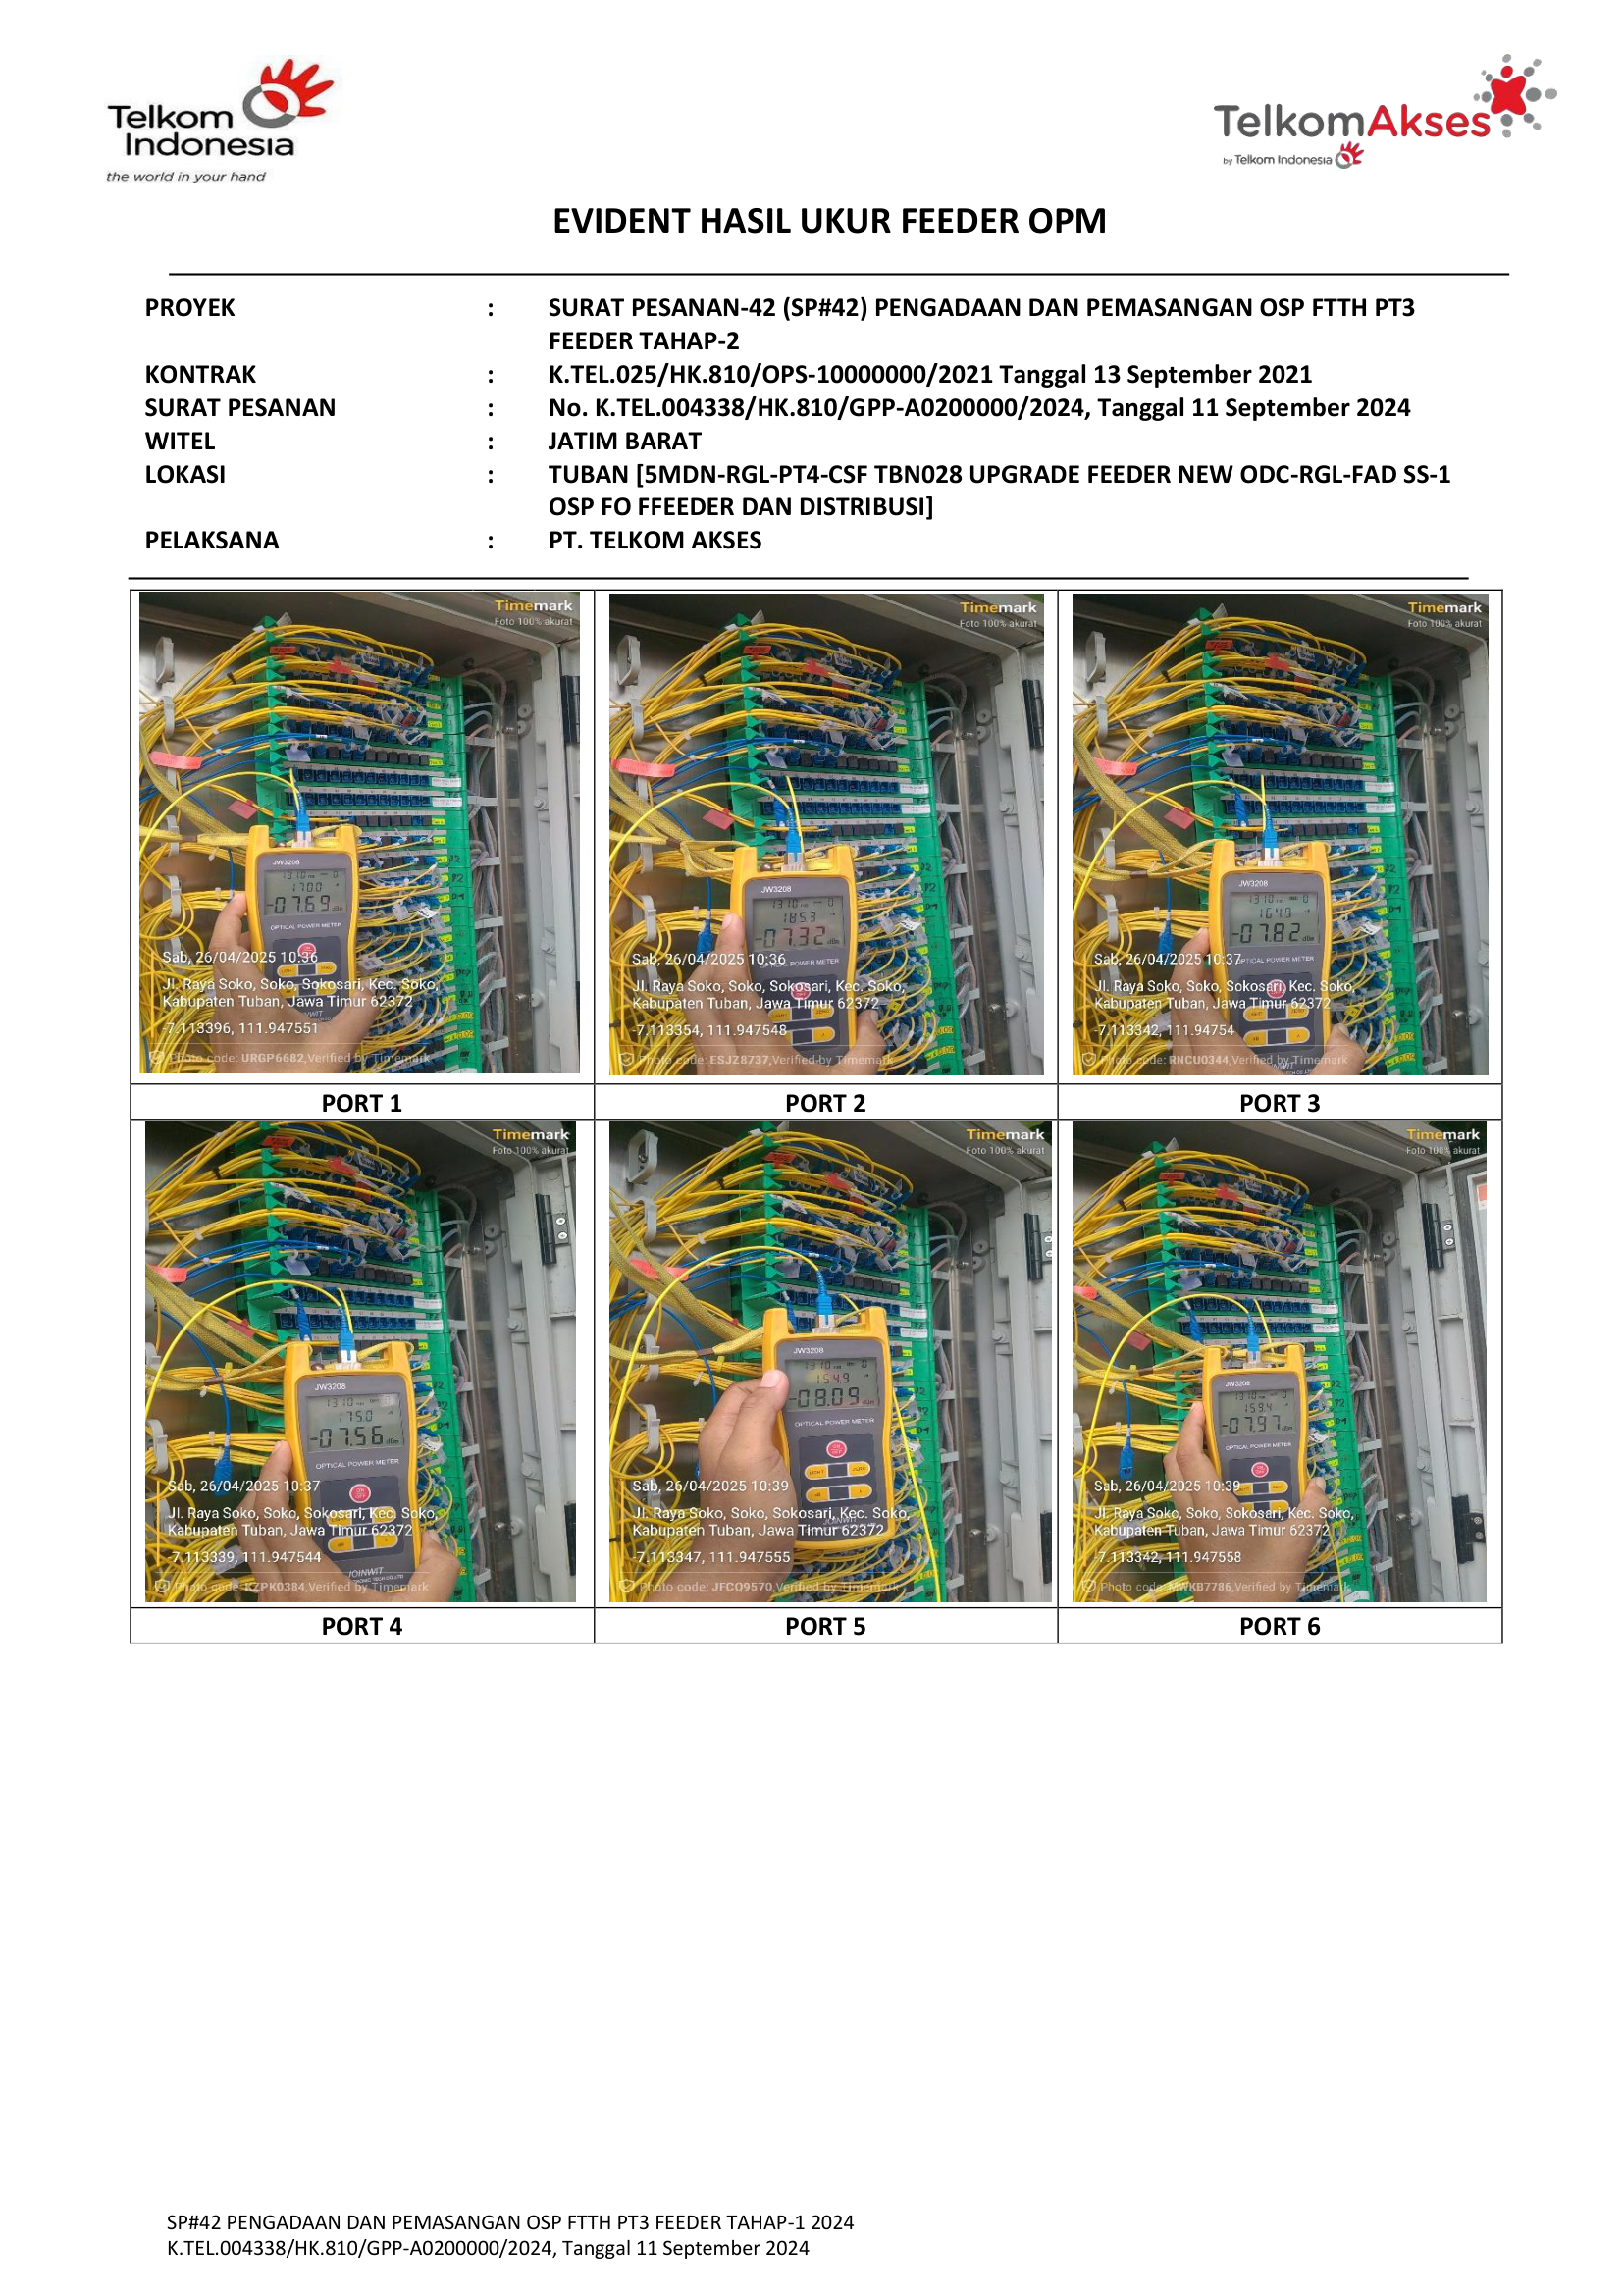 Telkom
Indonesia
the world in your hand
TelkomAkses
by Telkom Indonesia
EVIDENT HASIL UKUR FEEDER OPM
PROYEK : SURAT PESANAN-42 (SP#42) PENGADAAN DAN PEMASANGAN OSP FTTH PT3
FEEDER TAHAP-2
KONTRAK : K.TEL.025/HK.810/OPS-10000000/2021 Tanggal 13 September 2021
SURAT PESANAN : No. K.TEL.004338/HK.810/GPP-A0200000/2024, Tanggal 11 September 2024
WITEL : JATIM BARAT
LOKASI : TUBAN [5MDN-RGL-PT4-CSF TBN028 UPGRADE FEEDER NEW ODC-RGL-FAD SS-1
OSP FO FFEEDER DAN DISTRIBUSI]
PELAKSANA : PT. TELKOM AKSES
Timemark
Foto 100% akurat
JW3208
1310
170.0
-07.69
OPTICAL POWER METER
Sab, 26/04/2025 10:36
Jl. Raya Soko, Soko, Sokosari, Kec. Soko,
Kabupaten Tuban, Jawa Timur 62372
-7.113396, 111.947551
Photo code: URGP6682,Verified by Timemark
Timemark
Foto 100% akurat
JW3208
1310
185.3
-07.32
POWER METER
Sab, 26/04/2025 10:36
Jl. Raya Soko, Soko, Sokosari, Kec. Soko,
Kabupaten Tuban, Jawa Timur 62372
-7.113354, 111.947548
Photo code: ESJZ8737,Verified by Timemark
Timemark
Foto 100% akurat
JW3208
1310
164.9
-07.82
POWER METER
Sab, 26/04/2025 10:37
Jl. Raya Soko, Soko, Sokosari, Kec. Soko,
Kabupaten Tuban, Jawa Timur 62372
-7.113342, 111.94754
Photo code: RNCU0344,Verified by Timemark
PORT 1
PORT 2
PORT 3
Timemark
Foto 100% akurat
JW3208
1310
175.0
-07.56
OPTICAL POWER METER
Sab, 26/04/2025 10:37
Jl. Raya Soko, Soko, Sokosari, Kec. Soko,
Kabupaten Tuban, Jawa Timur 62372
-7.113339, 111.947544
JOINWIT
Photo code: KZPK0384,Verified by Timemark
Timemark
Foto 100% akurat
JW3208
1310
154.9
-08.09
OPTICAL POWER METER
Sab, 26/04/2025 10:39
Jl. Raya Soko, Soko, Sokosari, Kec. Soko,
Kabupaten Tuban, Jawa Timur 62372
-7.113347, 111.947555
Photo code: JFCQ9570,Verified by Timemark
Timemark
Foto 100% akurat
JW3208
1310
159.4
-07.97
OPTICAL POWER METER
Sab, 26/04/2025 10:39
Jl. Raya Soko, Soko, Sokosari, Kec. Soko,
Kabupaten Tuban, Jawa Timur 62372
-7.113342, 111.947558
Photo code: MWKB7786,Verified by Timemark
PORT 4
PORT 5
PORT 6
SP#42 PENGADAAN DAN PEMASANGAN OSP FTTH PT3 FEEDER TAHAP-1 2024
K.TEL.004338/HK.810/GPP-A0200000/2024, Tanggal 11 September 2024